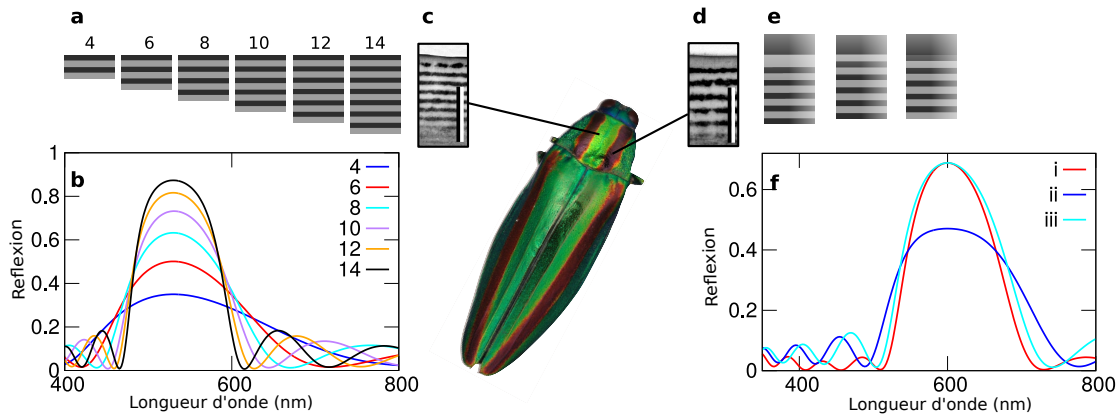 a
4 6 8 10 12 14
c
d
e
b
1
0.8
0.6
0.4
0.2
0
Reflexion
4
6
8
10
12
14
400 600 800
Longueur d'onde (nm)
f
0.6
0.4
0.2
0
Reflexion
i
ii
iii
400 600 800
Longueur d'onde (nm)